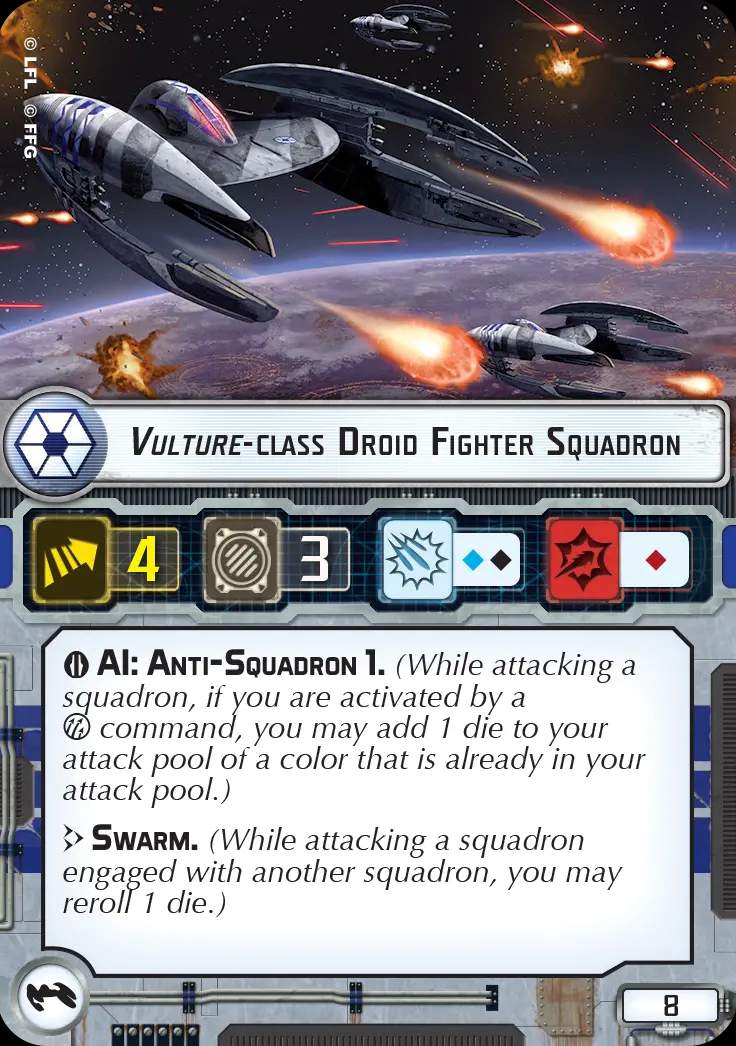 © LFL © FFG
VULTURE-CLASS DROID FIGHTER SQUADRON
4 3
AI: ANTI-SQUADRON 1. (While attacking a
squadron, if you are activated by a
command, you may add 1 die to your
attack pool of a color that is already in your
attack pool.)
SWARM. (While attacking a squadron
engaged with another squadron, you may
reroll 1 die.)
8